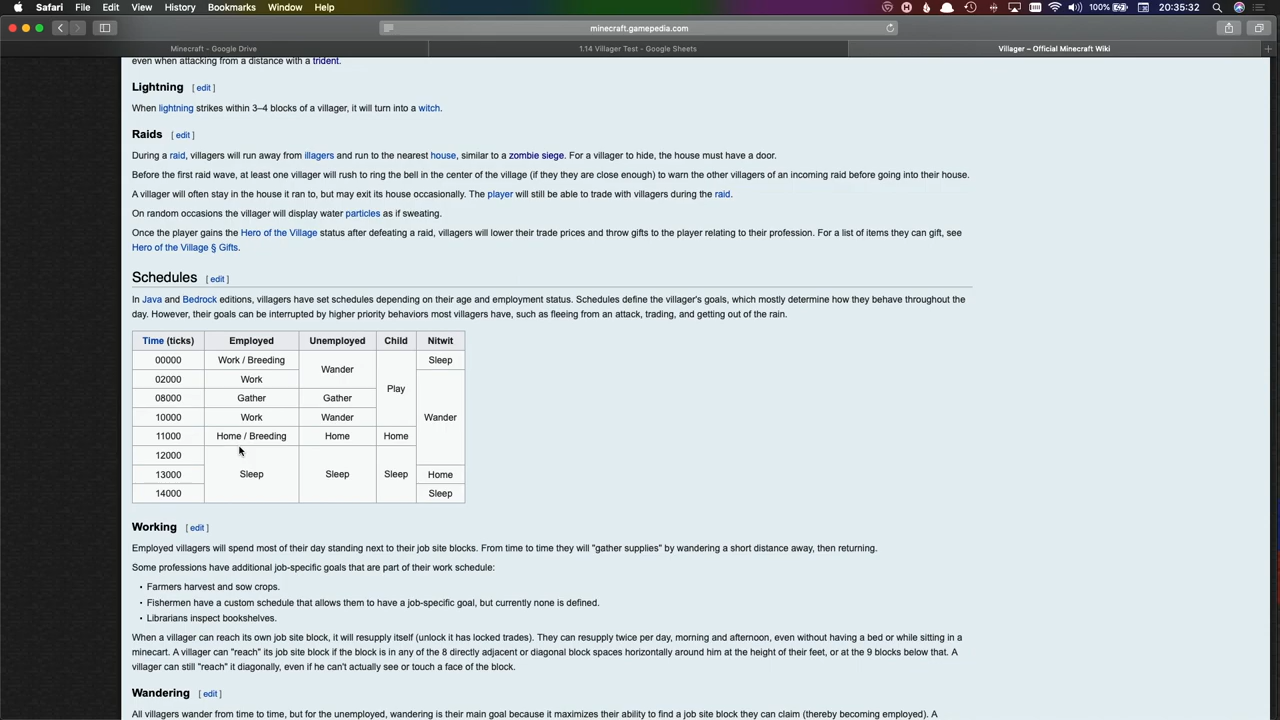 Safari File Edit View History Bookmarks Window Help
100% 20:35:32
minecraft.gamepedia.com
Minecraft - Google Drive 1.14 Villager Test - Google Sheets Villager – Official Minecraft Wiki
even when attacking from a distance with a trident.
Lightning [ edit ]
When lightning strikes within 3–4 blocks of a villager, it will turn into a witch.
Raids [ edit ]
During a raid, villagers will run away from illagers and run to the nearest house, similar to a zombie siege. For a villager to hide, the house must have a door.
Before the first raid wave, at least one villager will rush to ring the bell in the center of the village (if they they are close enough) to warn the other villagers of an incoming raid before going into their house.
A villager will often stay in the house it ran to, but may exit its house occasionally. The player will still be able to trade with villagers during the raid.
On random occasions the villager will display water particles as if sweating.
Once the player gains the Hero of the Village status after defeating a raid, villagers will lower their trade prices and throw gifts to the player relating to their profession. For a list of items they can gift, see
Hero of the Village § Gifts.
Schedules [ edit ]
In Java and Bedrock editions, villagers have set schedules depending on their age and employment status. Schedules define the villager's goals, which mostly determine how they behave throughout the
day. However, their goals can be interrupted by higher priority behaviors most villagers have, such as fleeing from an attack, trading, and getting out of the rain.
Time (ticks) Employed Unemployed Child Nitwit
00000 Work / Breeding Wander Play Sleep
02000 Work Wander
08000 Gather Gather
10000 Work Wander
11000 Home / Breeding Home Home
12000 Sleep Sleep Sleep
13000 Home
14000 Sleep
Working [ edit ]
Employed villagers will spend most of their day standing next to their job site blocks. From time to time they will "gather supplies" by wandering a short distance away, then returning.
Some professions have additional job-specific goals that are part of their work schedule:
• Farmers harvest and sow crops.
• Fishermen have a custom schedule that allows them to have a job-specific goal, but currently none is defined.
• Librarians inspect bookshelves.
When a villager can reach its own job site block, it will resupply itself (unlock it has locked trades). They can resupply twice per day, morning and afternoon, even without having a bed or while sitting in a
minecart. A villager can "reach" its job site block if the block is in any of the 8 directly adjacent or diagonal block spaces horizontally around him at the height of their feet, or at the 9 blocks below that. A
villager can still "reach" it diagonally, even if he can't actually see or touch a face of the block.
Wandering [ edit ]
All villagers wander from time to time, but for the unemployed, wandering is their main goal because it maximizes their ability to find a job site block they can claim (thereby becoming employed). A